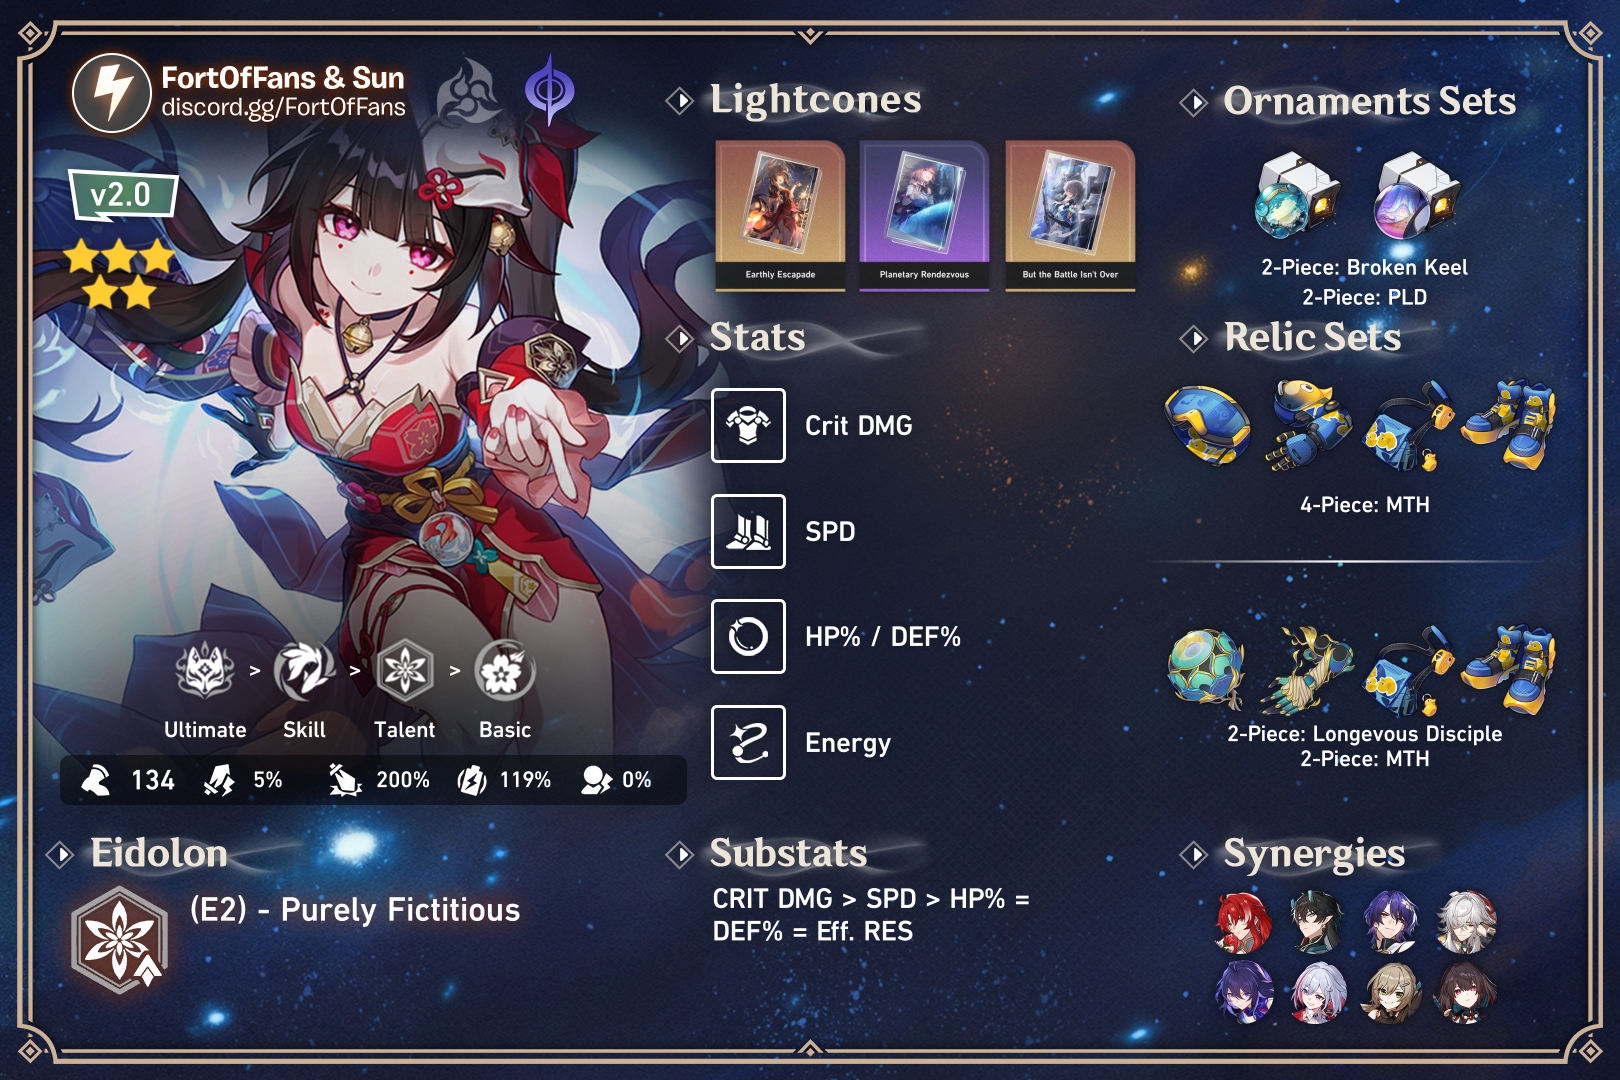 FortOfFans & Sun
discord.gg/FortOfFans
v2.0
Ultimate > Skill > Talent > Basic
134 5% 200% 119% 0%
Eidolon
(E2) - Purely Fictitious
Lightcones
Earthly Escapade
Planetary Rendezvous
But the Battle Isn't Over
Stats
Crit DMG
SPD
HP% / DEF%
Energy
Substats
CRIT DMG > SPD > HP% =
DEF% = Eff. RES
Ornaments Sets
2-Piece: Broken Keel
2-Piece: PLD
Relic Sets
4-Piece: MTH
2-Piece: Longevous Disciple
2-Piece: MTH
Synergies